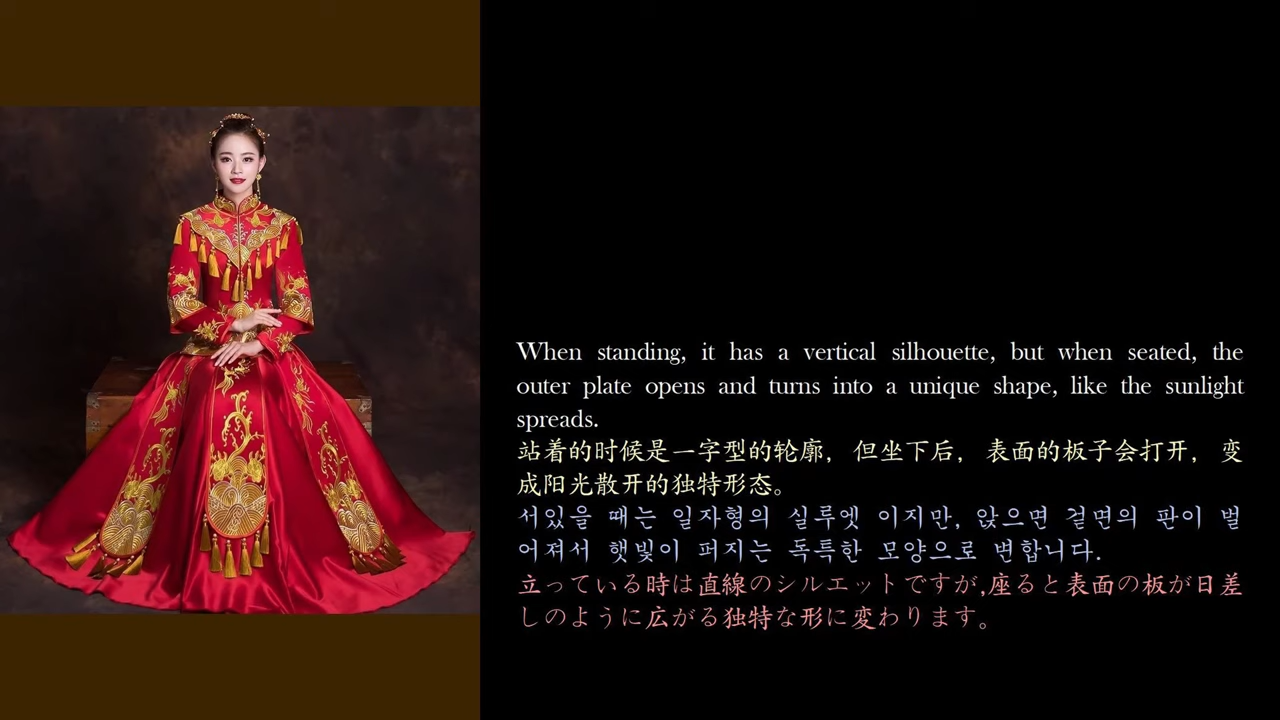 When standing, it has a vertical silhouette, but when seated, the
outer plate opens and turns into a unique shape, like the sunlight
spreads.
站着的时候是一字型的轮廓, 但坐下后, 表面的板子会打开, 变
成阳光散开的独特形态。
서있을 때는 일자형의 실루엣 이지만, 앉으면 겉면의 판이 벌
어져서 햇빛이 퍼지는 독특한 모양으로 변합니다.
立っている時は直線のシルエットですが,座ると表面の板が日差
しのように広がる独特な形に変わります。